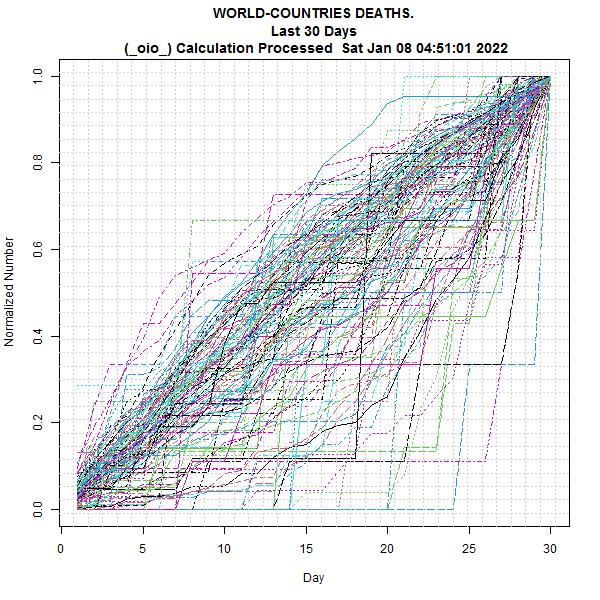 WORLD-COUNTRIES DEATHS.
Last 30 Days
(_oio_) Calculation Processed  Sat Jan 08 04:51:01 2022
Normalized Number
1.0
0.8
0.6
0.4
0.2
0.0
0 5 10 15 20 25 30
Day